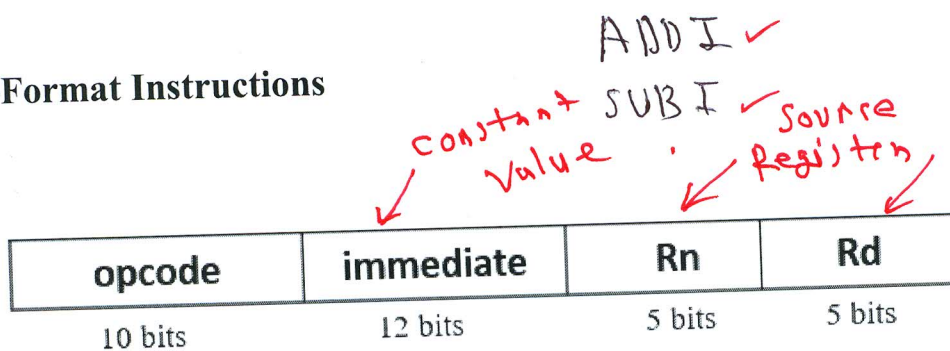 ADDI ✓
Format Instructions
SUBI ✓
constant
value
Source
Register
opcode immediate Rn Rd
10 bits 12 bits 5 bits 5 bits